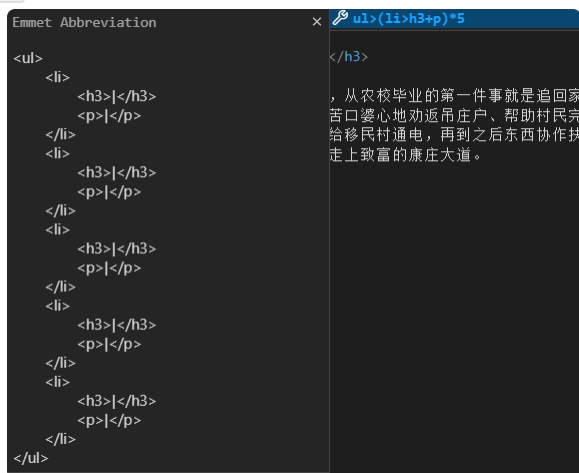 Emmet Abbreviation ×
ul>(li>h3+p)*5
<ul>
<li>
<h3>|</h3>
<p>|</p>
</li>
<li>
<h3>|</h3>
<p>|</p>
</li>
<li>
<h3>|</h3>
<p>|</p>
</li>
<li>
<h3>|</h3>
<p>|</p>
</li>
<li>
<h3>|</h3>
<p>|</p>
</li>
</ul>
</h3>
，从农校毕业的第一件事就是追回家
苦口婆心地劝返吊庄户、帮助村民完
给移民村通电，再到之后东西协作扶
走上致富的康庄大道。